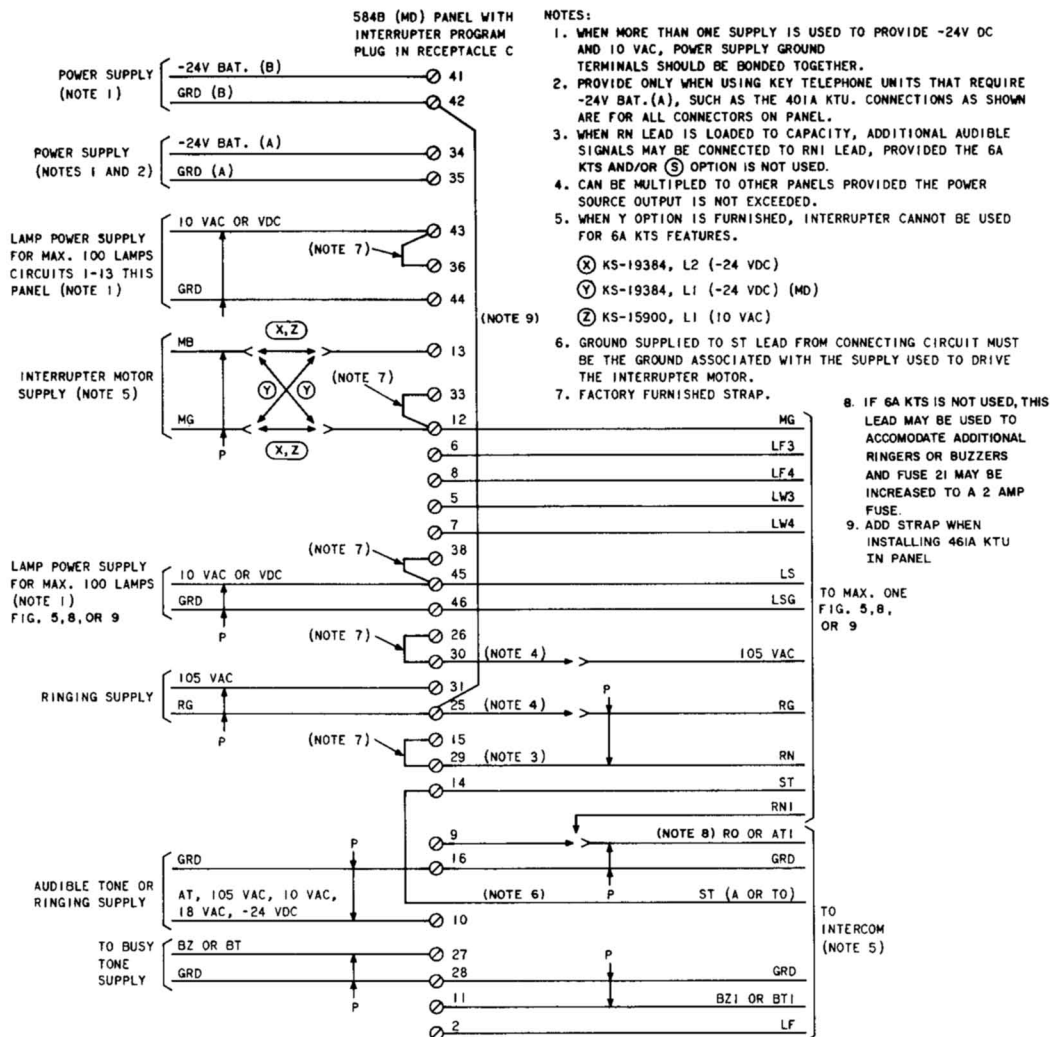 584B (MD) PANEL WITH
INTERRUPTER PROGRAM
PLUG IN RECEPTACLE C
NOTES:
1. WHEN MORE THAN ONE SUPPLY IS USED TO PROVIDE -24V DC
AND 10 VAC, POWER SUPPLY GROUND
TERMINALS SHOULD BE BONDED TOGETHER.
2. PROVIDE ONLY WHEN USING KEY TELEPHONE UNITS THAT REQUIRE
-24V BAT.(A), SUCH AS THE 401A KTU. CONNECTIONS AS SHOWN
ARE FOR ALL CONNECTORS ON PANEL.
3. WHEN RN LEAD IS LOADED TO CAPACITY, ADDITIONAL AUDIBLE
SIGNALS MAY BE CONNECTED TO RN1 LEAD, PROVIDED THE 6A
KTS AND/OR Ⓢ OPTION IS NOT USED.
4. CAN BE MULTIPLED TO OTHER PANELS PROVIDED THE POWER
SOURCE OUTPUT IS NOT EXCEEDED.
5. WHEN Y OPTION IS FURNISHED, INTERRUPTER CANNOT BE USED
FOR 6A KTS FEATURES.
Ⓧ KS-19384, L2 (-24 VDC)
Ⓨ KS-19384, L1 (-24 VDC) (MD)
Ⓩ KS-15900, L1 (10 VAC)
6. GROUND SUPPLIED TO ST LEAD FROM CONNECTING CIRCUIT MUST
BE THE GROUND ASSOCIATED WITH THE SUPPLY USED TO DRIVE
THE INTERRUPTER MOTOR.
7. FACTORY FURNISHED STRAP.
8. IF 6A KTS IS NOT USED, THIS
LEAD MAY BE USED TO
ACCOMODATE ADDITIONAL
RINGERS OR BUZZERS
AND FUSE 21 MAY BE
INCREASED TO A 2 AMP
FUSE.
9. ADD STRAP WHEN
INSTALLING 461A KTU
IN PANEL
POWER SUPPLY
(NOTE 1)
-24V BAT. (B)
41
GRD (B)
42
POWER SUPPLY
(NOTES 1 AND 2)
-24V BAT. (A)
34
GRD (A)
35
LAMP POWER SUPPLY
FOR MAX. 100 LAMPS
CIRCUITS 1-13 THIS
PANEL (NOTE 1)
10 VAC OR VDC
43
(NOTE 7)
36
GRD
44
(NOTE 9)
INTERRUPTER MOTOR
SUPPLY (NOTE 5)
MB
X,Z
13
Y
Y
(NOTE 7)
33
MG
X,Z
P
12
MG
6
LF3
8
LF4
5
LW3
7
LW4
LAMP POWER SUPPLY
FOR MAX. 100 LAMPS
(NOTE 1)
FIG. 5,8,OR 9
(NOTE 7)
38
10 VAC OR VDC
45
LS
GRD
46
LSG
P
TO MAX. ONE
FIG. 5,8,
OR 9
(NOTE 7)
26
30
(NOTE 4)
105 VAC
RINGING SUPPLY
105 VAC
31
RG
25
(NOTE 4)
P
RG
P
(NOTE 7)
15
29
(NOTE 3)
RN
14
ST
RN1
9
(NOTE 8) RO OR AT1
AUDIBLE TONE OR
RINGING SUPPLY
GRD
P
16
GRD
P
AT, 105 VAC, 10 VAC,
18 VAC, -24 VDC
10
(NOTE 6)
ST (A OR TO)
TO
INTERCOM
(NOTE 5)
TO BUSY
TONE
SUPPLY
BZ OR BT
27
GRD
28
P
GRD
P
11
BZ1 OR BT1
2
LF